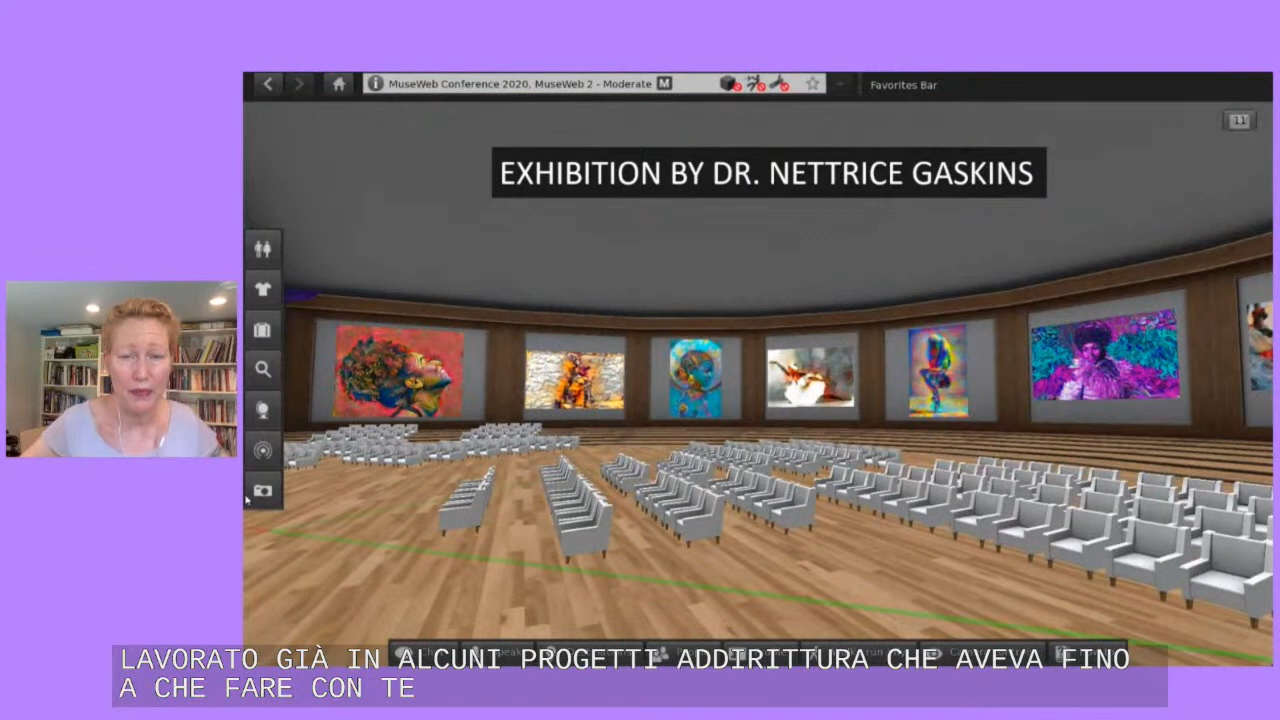 MuseWeb Conference 2020, MuseWeb 2 - Moderate M
Favorites Bar
11
EXHIBITION BY DR. NETTRICE GASKINS
LAVORATO GIÀ IN ALCUNI PROGETTI ADDIRITTURA CHE AVEVA FINO
A CHE FARE CON TE